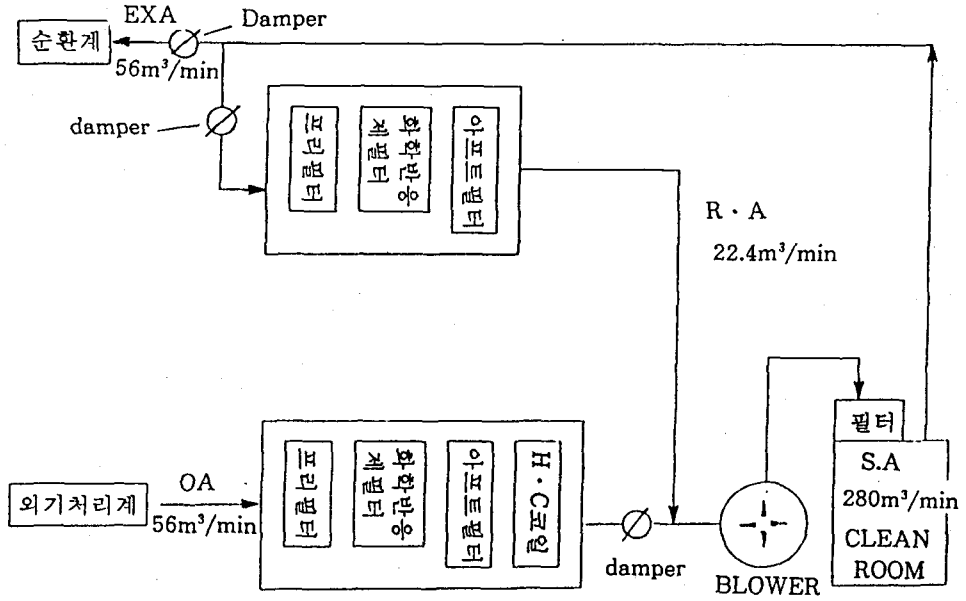 EXA
Damper
순환계
56m³/min
damper
프리필터
화학반응
제필터
아프트필터
R · A
22.4m³/min
외기처리계
OA
56m³/min
프리필터
화학반응
제필터
아프트필터
H · C코일
damper
BLOWER
필터
S.A
280m³/min
CLEAN
ROOM